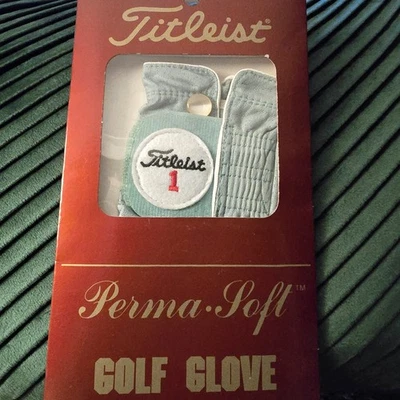 Titleist®
Titleist
1
Perma·Soft™
GOLF GLOVE